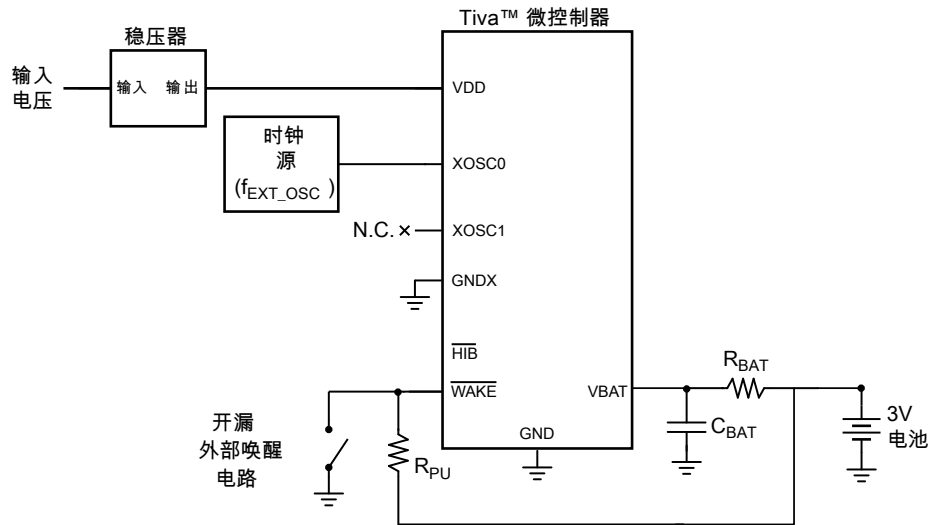 Tiva™ 微控制器
稳压器
输入
电压
输入 输出
VDD
时钟
源
(fEXT_OSC )
XOSC0
N.C.
XOSC1
GNDX
HIB
WAKE
VBAT
RBAT
开漏
外部唤醒
电路
RPU
GND
CBAT
3V
电池